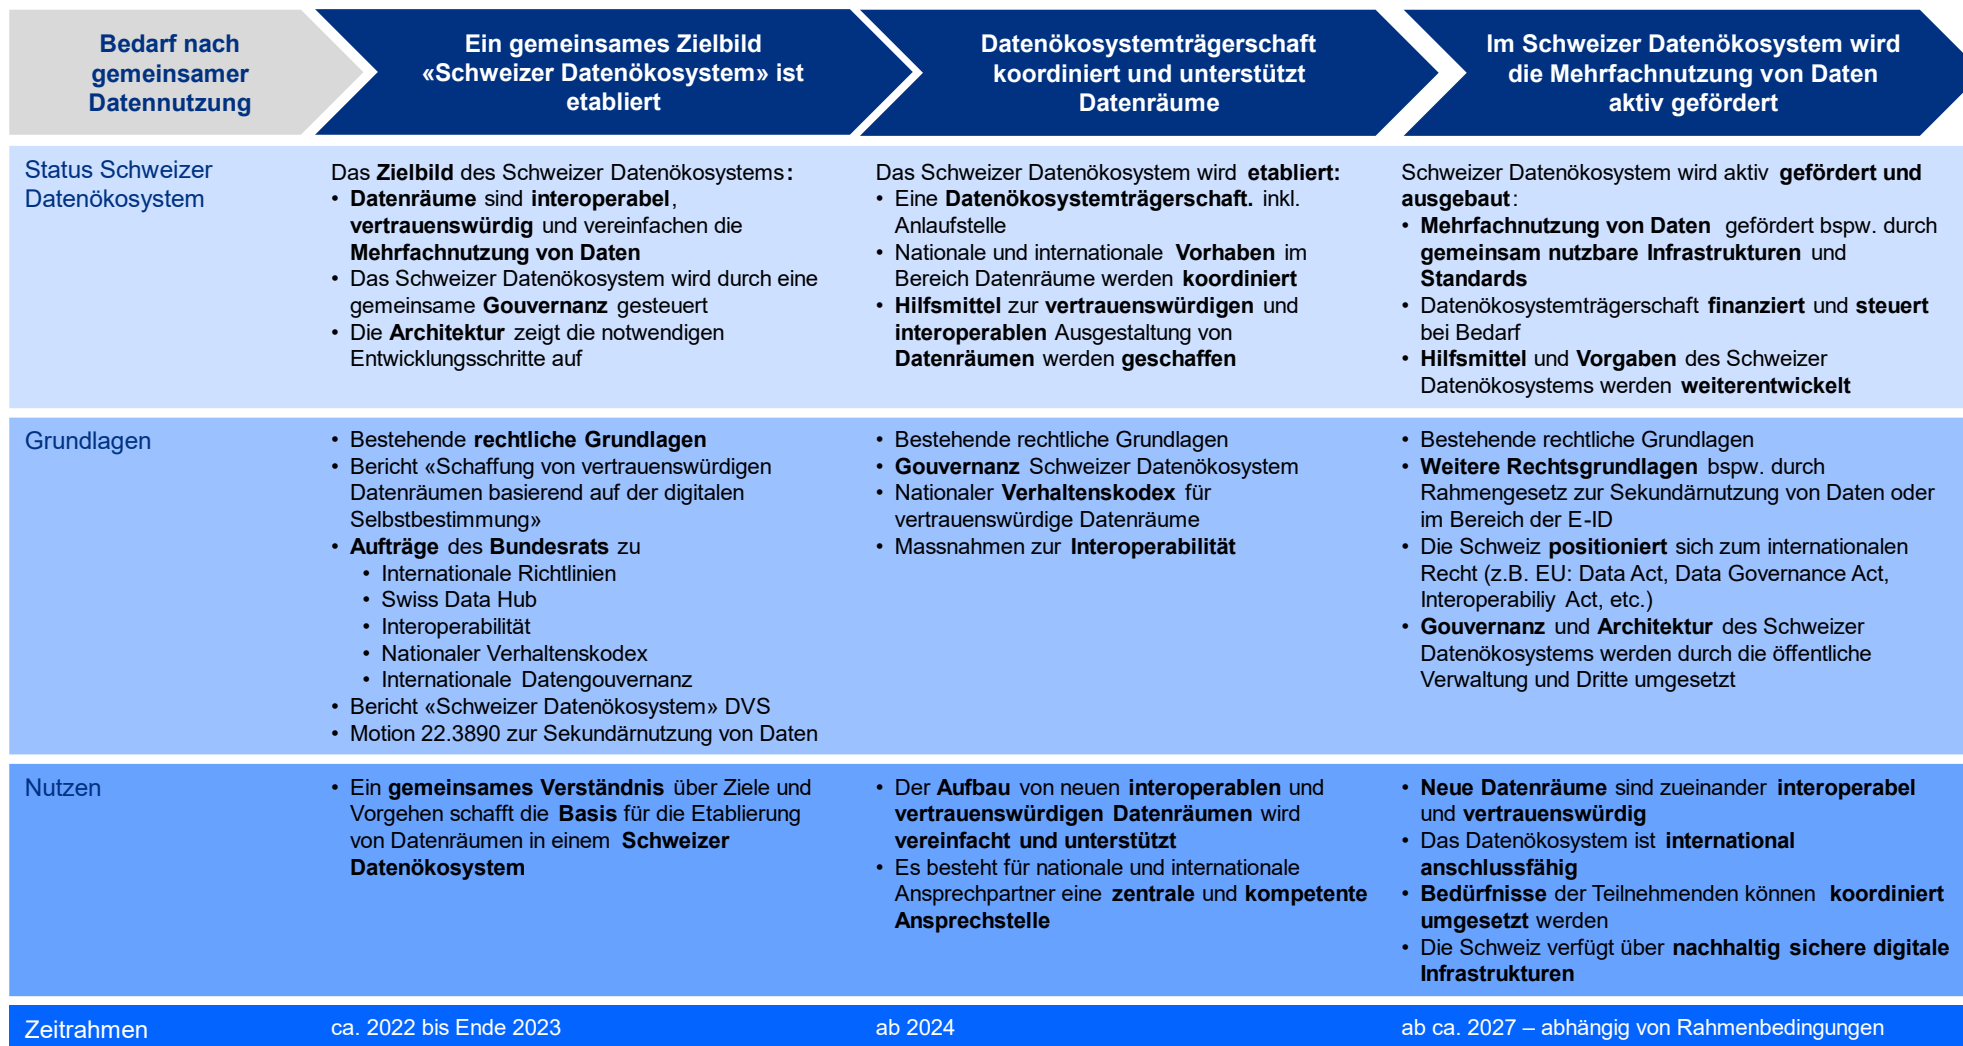 Bedarf nach
gemeinsamer
Datennutzung
Ein gemeinsames Zielbild
«Schweizer Datenökosystem» ist
etabliert
Datenökosystemträgerschaft
koordiniert und unterstützt
Datenräume
Im Schweizer Datenökosystem wird
die Mehrfachnutzung von Daten
aktiv gefördert
Status Schweizer
Datenökosystem
Das Zielbild des Schweizer Datenökosystems:
• Datenräume sind interoperabel,
vertrauenswürdig und vereinfachen die
Mehrfachnutzung von Daten
• Das Schweizer Datenökosystem wird durch eine
gemeinsame Gouvernanz gesteuert
• Die Architektur zeigt die notwendigen
Entwicklungsschritte auf
Das Schweizer Datenökosystem wird etabliert:
• Eine Datenökosystemträgerschaft. inkl.
Anlaufstelle
• Nationale und internationale Vorhaben im
Bereich Datenräume werden koordiniert
• Hilfsmittel zur vertrauenswürdigen und
interoperablen Ausgestaltung von
Datenräumen werden geschaffen
Schweizer Datenökosystem wird aktiv gefördert und
ausgebaut:
• Mehrfachnutzung von Daten gefördert bspw. durch
gemeinsam nutzbare Infrastrukturen und
Standards
• Datenökosystemträgerschaft finanziert und steuert
bei Bedarf
• Hilfsmittel und Vorgaben des Schweizer
Datenökosystems werden weiterentwickelt
Grundlagen
• Bestehende rechtliche Grundlagen
• Bericht «Schaffung von vertrauenswürdigen
Datenräumen basierend auf der digitalen
Selbstbestimmung»
• Aufträge des Bundesrats zu
• Internationale Richtlinien
• Swiss Data Hub
• Interoperabilität
• Nationaler Verhaltenskodex
• Internationale Datengouvernanz
• Bericht «Schweizer Datenökosystem» DVS
• Motion 22.3890 zur Sekundärnutzung von Daten
• Bestehende rechtliche Grundlagen
• Gouvernanz Schweizer Datenökosystem
• Nationaler Verhaltenskodex für
vertrauenswürdige Datenräume
• Massnahmen zur Interoperabilität
• Bestehende rechtliche Grundlagen
• Weitere Rechtsgrundlagen bspw. durch
Rahmengesetz zur Sekundärnutzung von Daten oder
im Bereich der E-ID
• Die Schweiz positioniert sich zum internationalen
Recht (z.B. EU: Data Act, Data Governance Act,
Interoperabiliy Act, etc.)
• Gouvernanz und Architektur des Schweizer
Datenökosystems werden durch die öffentliche
Verwaltung und Dritte umgesetzt
Nutzen
• Ein gemeinsames Verständnis über Ziele und
Vorgehen schafft die Basis für die Etablierung
von Datenräumen in einem Schweizer
Datenökosystem
• Der Aufbau von neuen interoperablen und
vertrauenswürdigen Datenräumen wird
vereinfacht und unterstützt
• Es besteht für nationale und internationale
Ansprechpartner eine zentrale und kompetente
Ansprechstelle
• Neue Datenräume sind zueinander interoperabel
und vertrauenswürdig
• Das Datenökosystem ist international
anschlussfähig
• Bedürfnisse der Teilnehmenden können koordiniert
umgesetzt werden
• Die Schweiz verfügt über nachhaltig sichere digitale
Infrastrukturen
Zeitrahmen
ca. 2022 bis Ende 2023
ab 2024
ab ca. 2027 – abhängig von Rahmenbedingungen